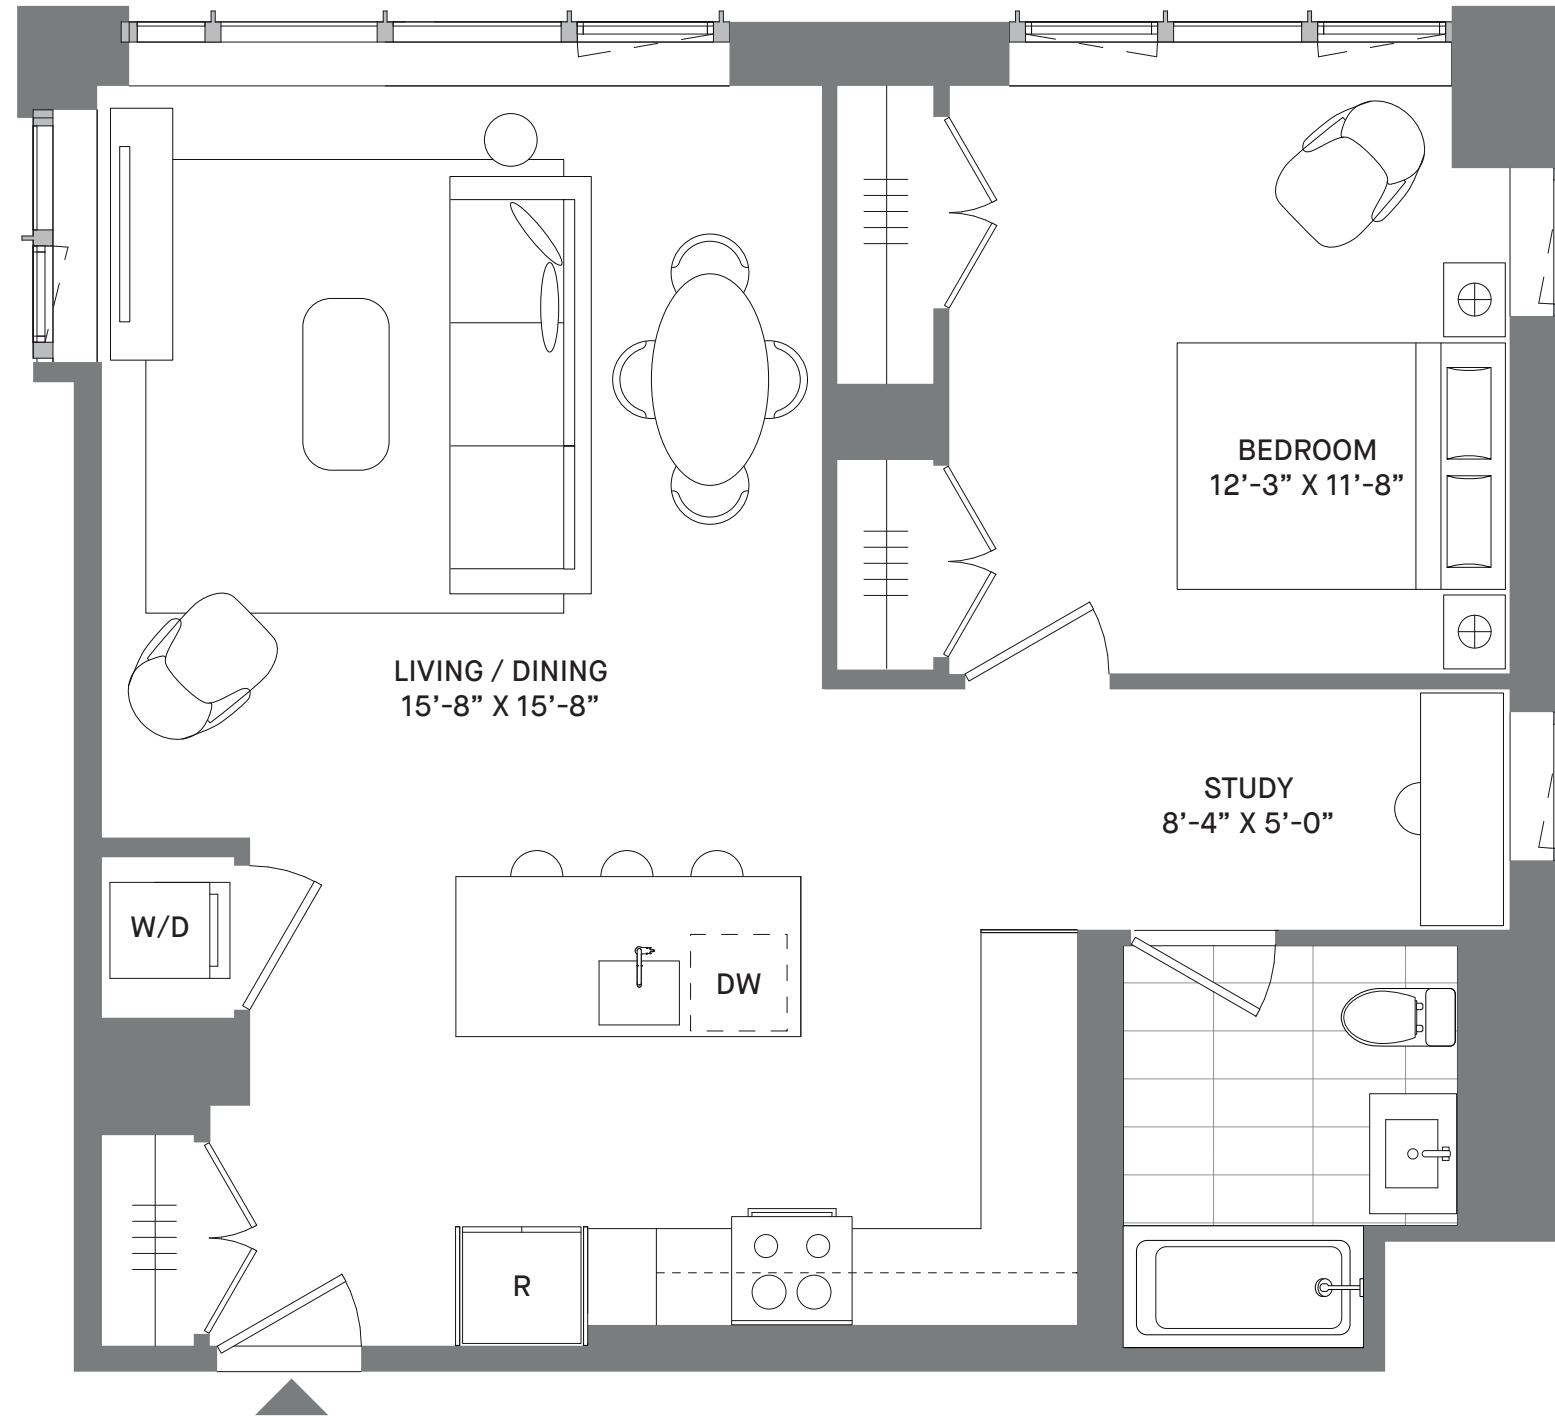 BEDROOM
12’-3” X 11’-8”
LIVING / DINING
15’-8” X 15’-8”
STUDY
8’-4” X 5’-0”
W/D
DW
R